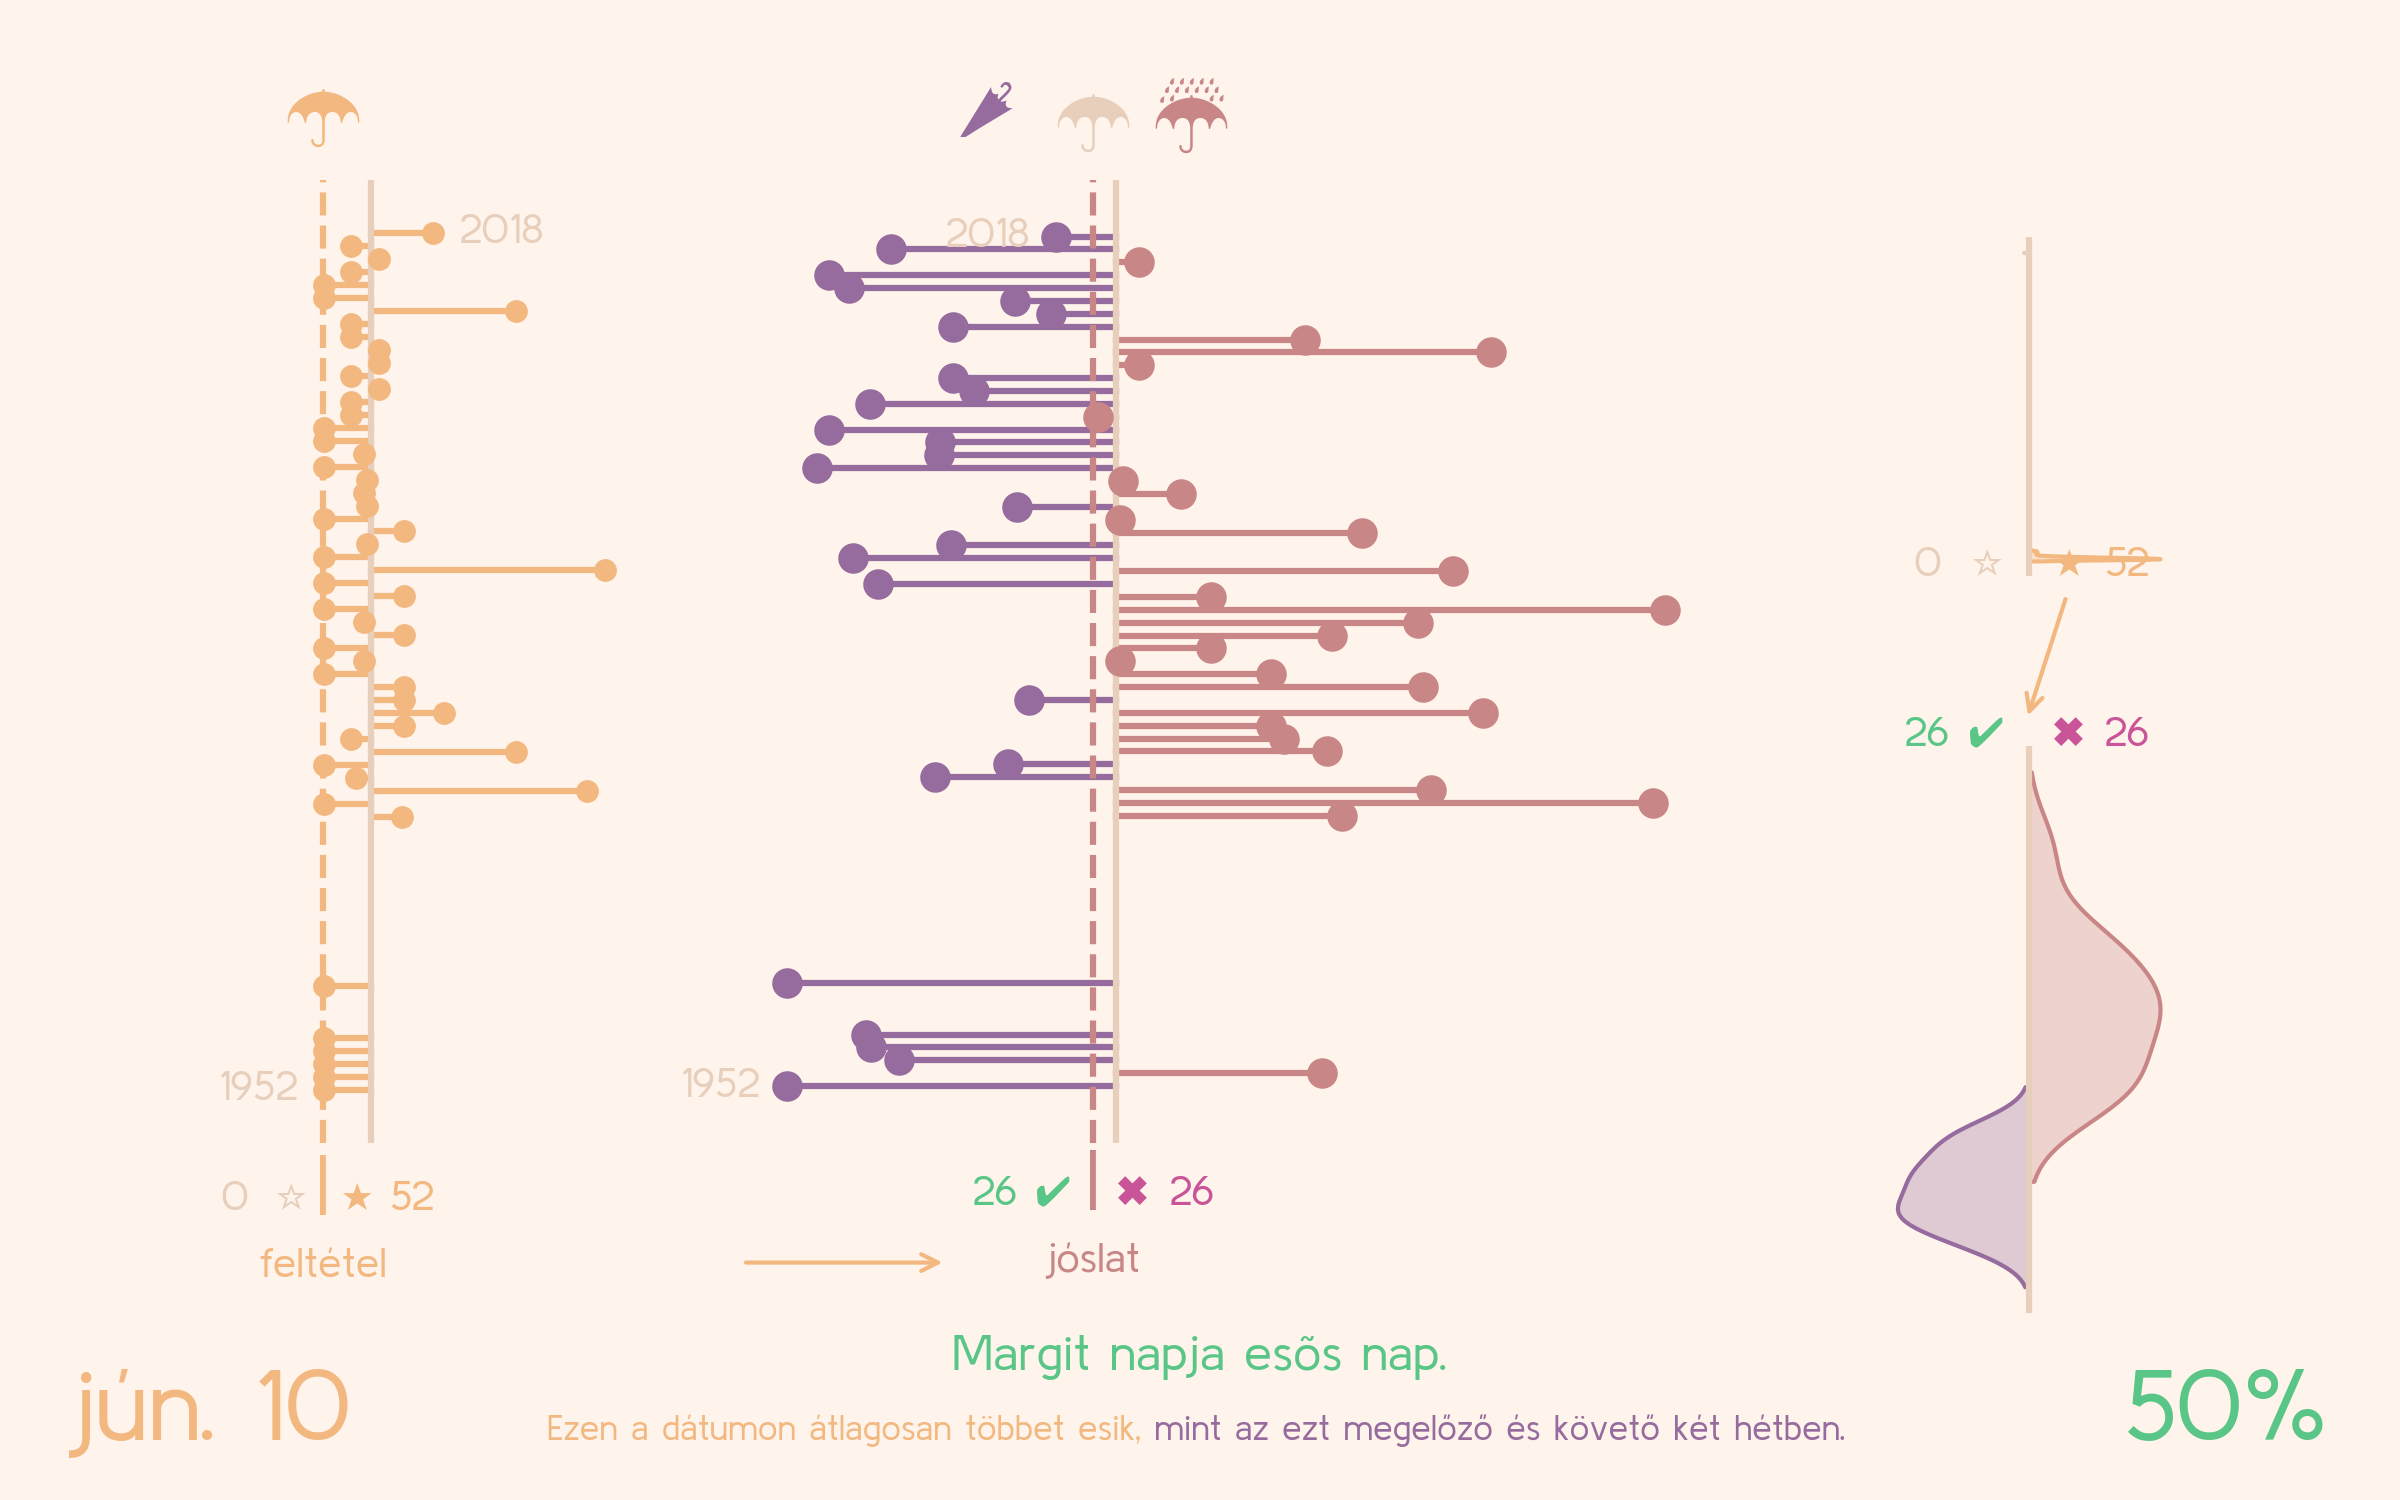 2018
2018
0 ☆ ★ 52
26 ✔ ✖ 26
1952
1952
0 ☆ ★ 52
26 ✔ ✖ 26
feltétel
jóslat
Margit napja esõs nap.
jún. 10
50%
Ezen a dátumon átlagosan többet esik, mint az ezt megelőző és követő két hétben.